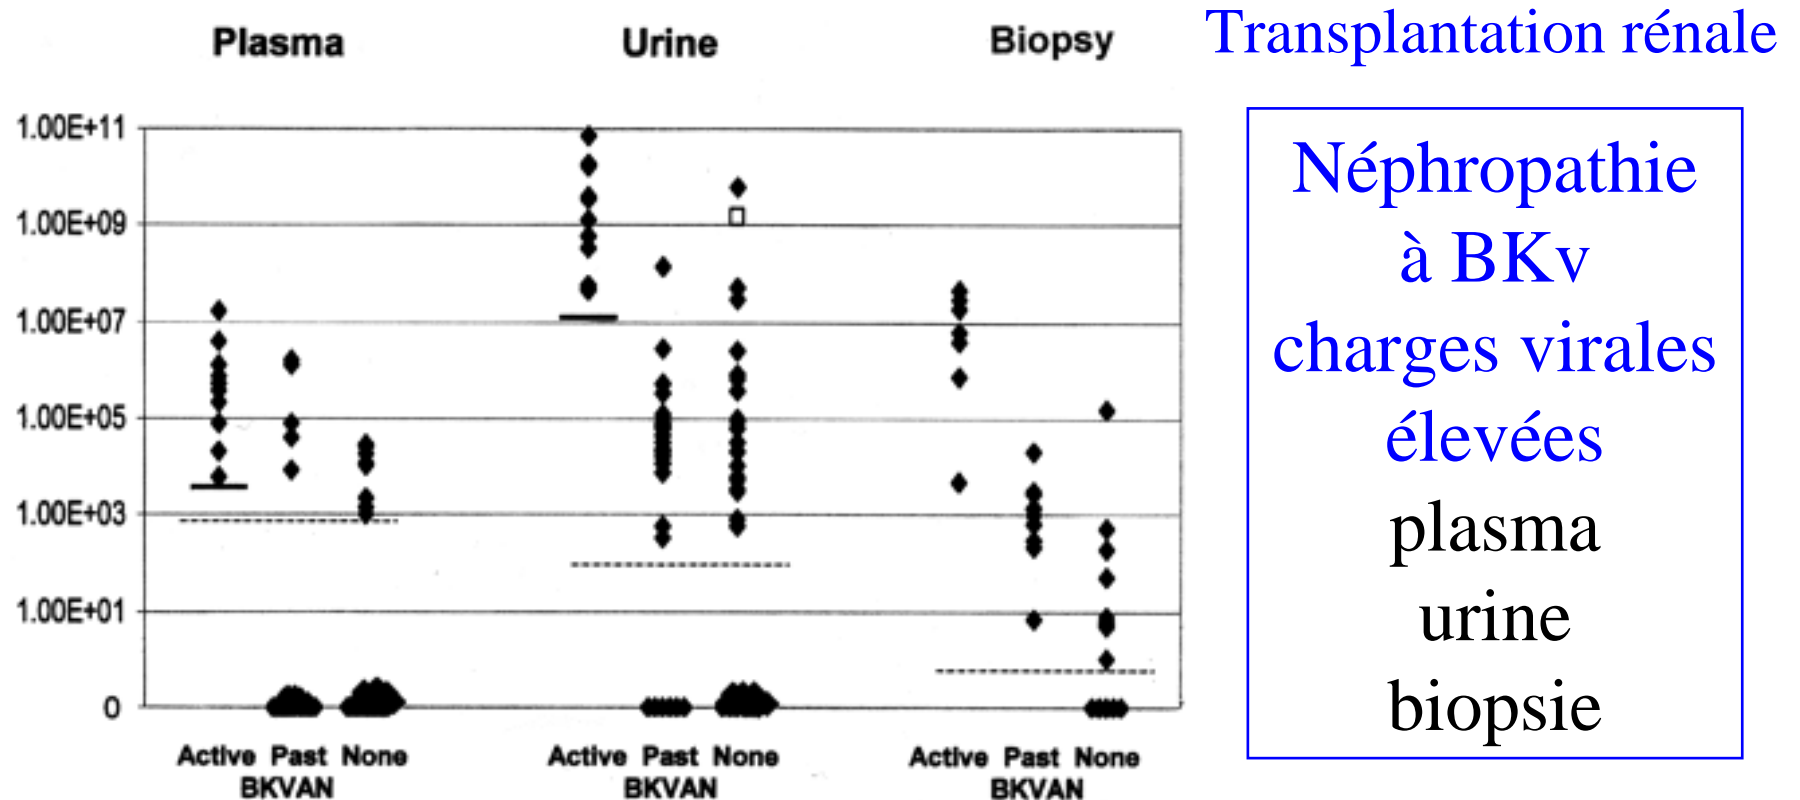 Plasma
Urine
Biopsy
Transplantation rénale
1.00E+11
1.00E+09
1.00E+07
1.00E+05
1.00E+03
1.00E+01
0
Active Past None
BKVAN
Active Past None
BKVAN
Active Past None
BKVAN
Néphropathie
à BKv
charges virales
élevées
plasma
urine
biopsie